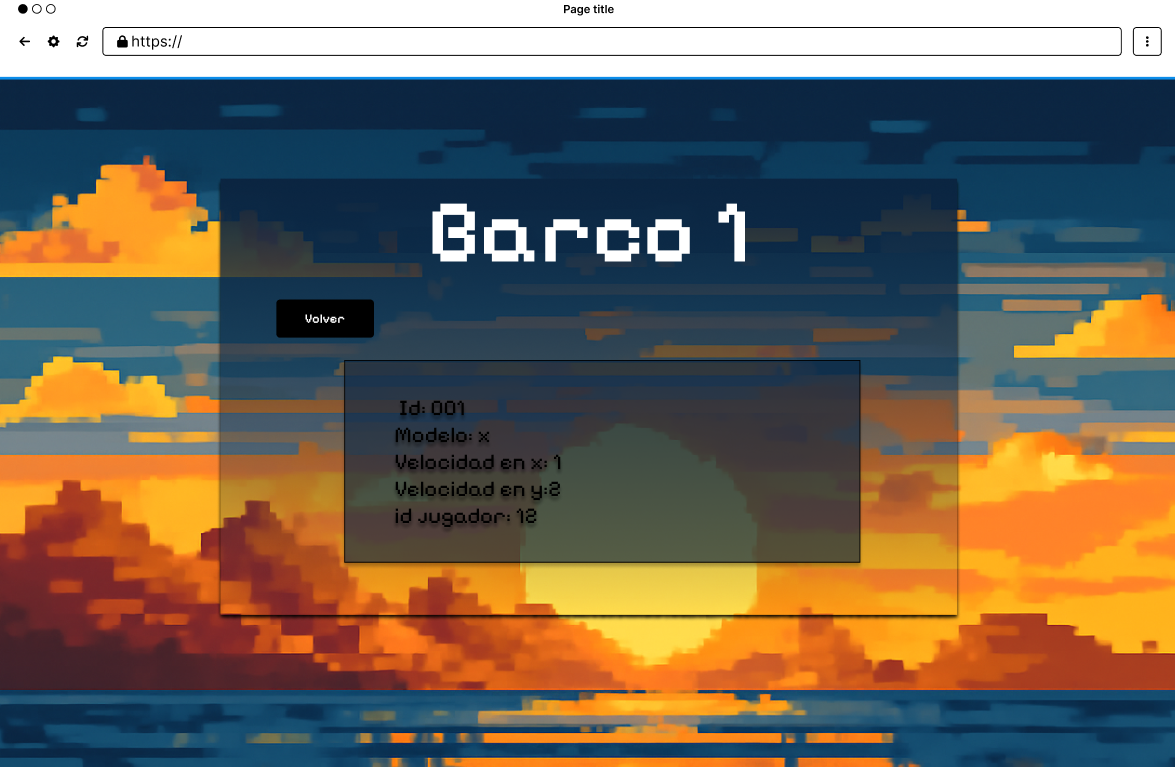 Page title
https://
Barco 1
Volver
Id: 001
Modelo: x
Velocidad en x: 1
Velocidad en y:2
id jugador: 12